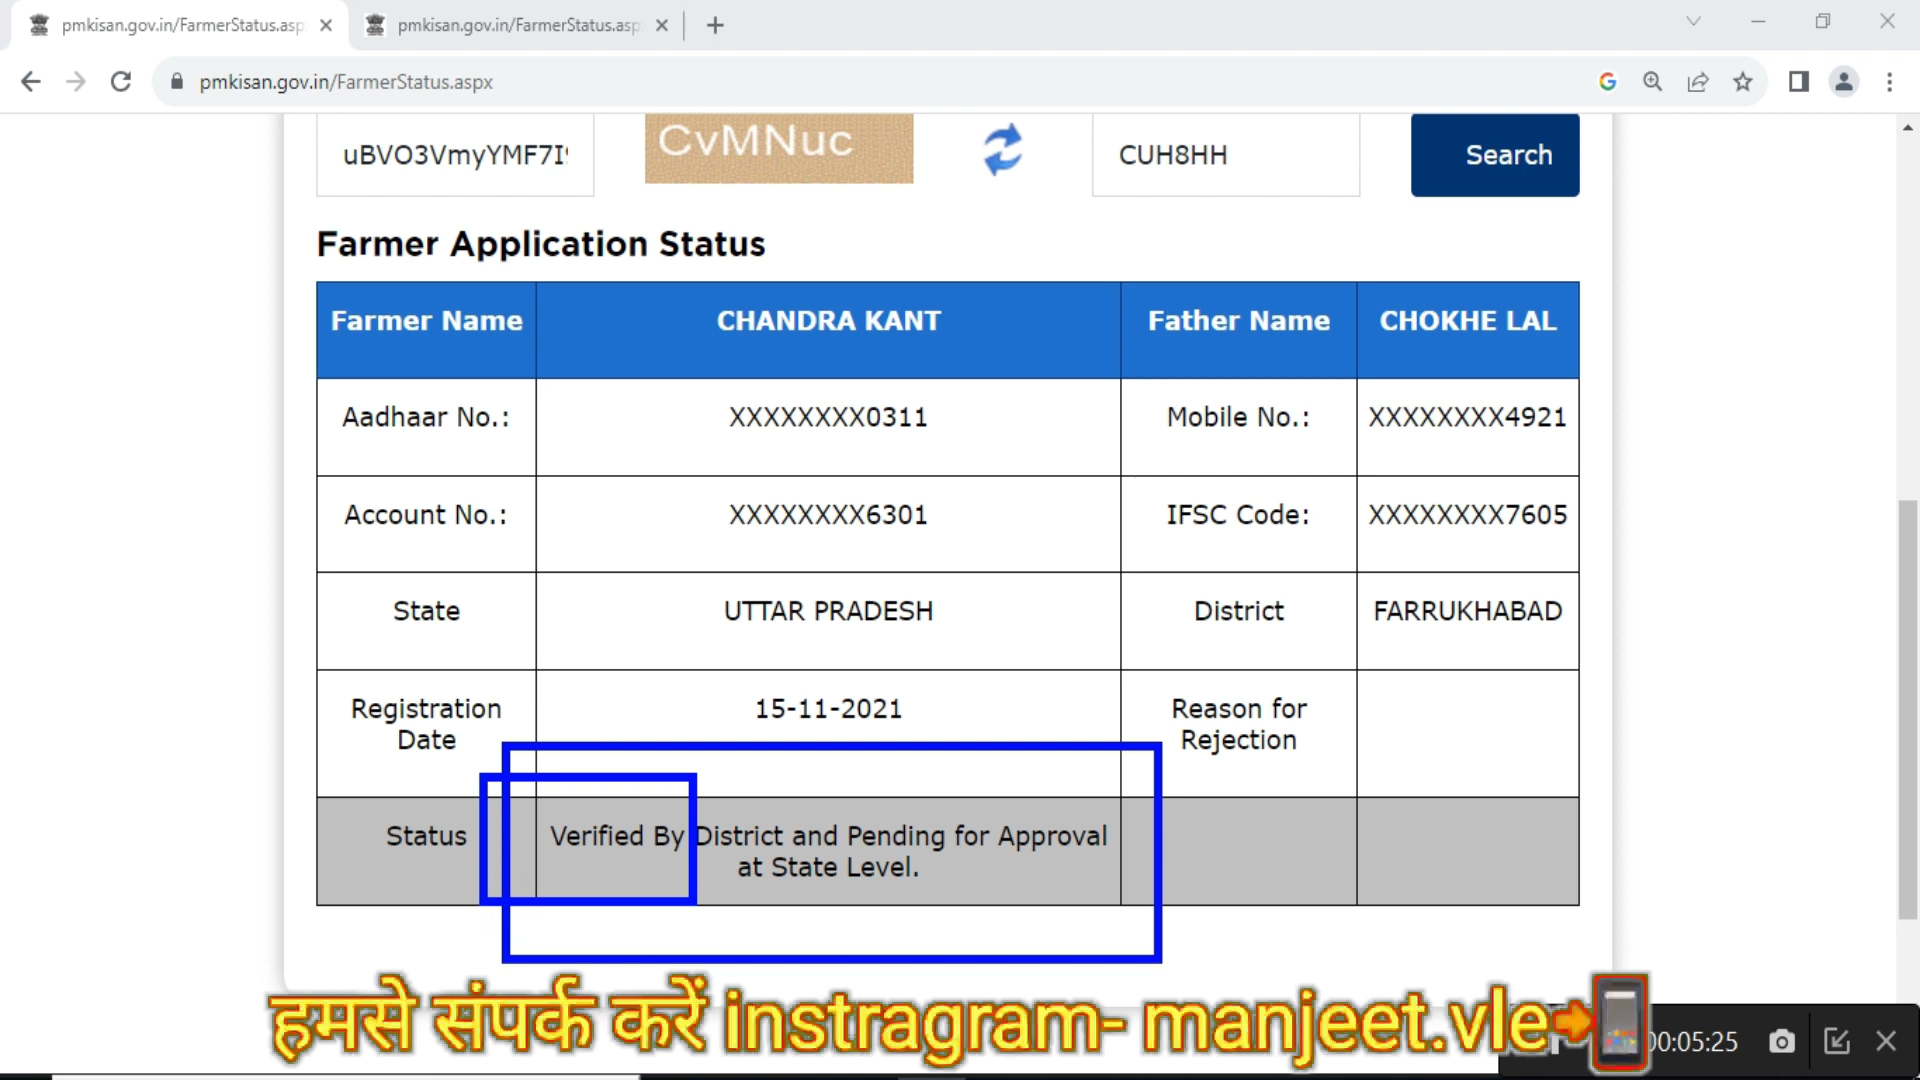 pmkisan.gov.in/FarmerStatus.asp
pmkisan.gov.in/FarmerStatus.asp
pmkisan.gov.in/FarmerStatus.aspx
uBVO3VmyYMF7I
CvMNuc
CUH8HH
Search
Farmer Application Status
Farmer Name CHANDRA KANT Father Name CHOKHE LAL
Aadhaar No.: XXXXXXXX0311 Mobile No.: XXXXXXXX4921
Account No.: XXXXXXXX6301 IFSC Code: XXXXXXXX7605
State UTTAR PRADESH District FARRUKHABAD
Registration Date 15-11-2021 Reason for Rejection
Status Verified By District and Pending for Approval at State Level.
हमसे संपर्क करें instragram- manjeet.vle
00:05:25